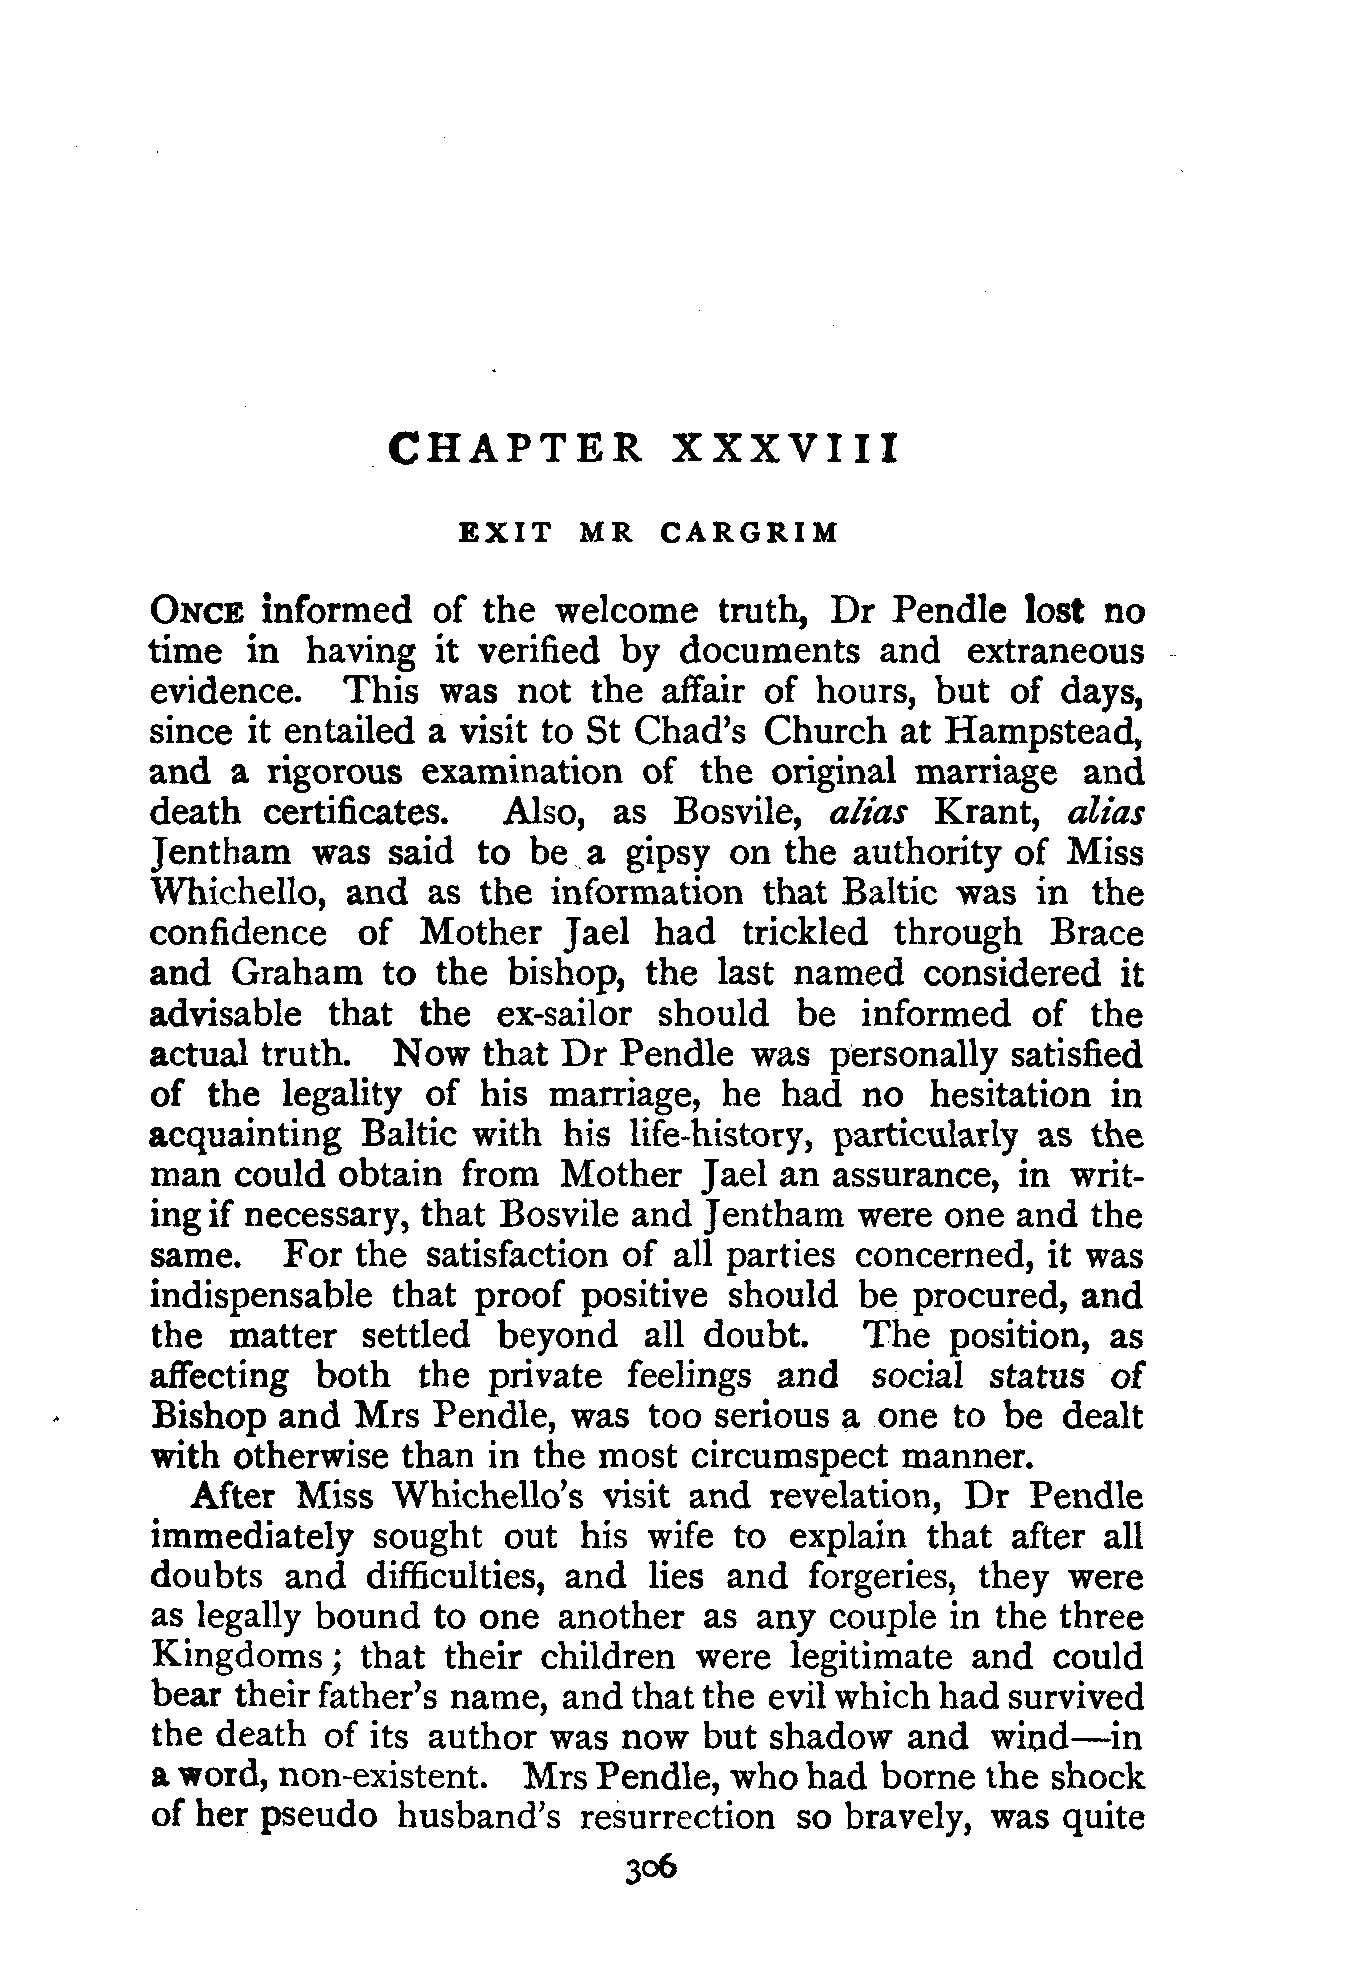 CHAPTER XXXVIII
EXIT MR CARGRIM
ONCE informed of the welcome truth, Dr Pendle lost no
time in having it verified by documents and extraneous
evidence. This was not the affair of hours, but of days,
since it entailed a visit to St Chad's Church at Hampstead,
and a rigorous examination of the original marriage and
death certificates. Also, as Bosvile, alias Krant, alias
Jentham was said to be a gipsy on the authority of Miss
Whichello, and as the information that Baltic was in the
confidence of Mother Jael had trickled through Brace
and Graham to the bishop, the last named considered it
advisable that the ex-sailor should be informed of the
actual truth. Now that Dr Pendle was personally satisfied
of the legality of his marriage, he had no hesitation in
acquainting Baltic with his life-history, particularly as the
man could obtain from Mother Jael an assurance, in writ-
ing if necessary, that Bosvile and Jentham were one and the
same. For the satisfaction of all parties concerned, it was
indispensable that proof positive should be procured, and
the matter settled beyond all doubt. The position, as
affecting both the private feelings and social status of
Bishop and Mrs Pendle, was too serious a one to be dealt
with otherwise than in the most circumspect manner.
After Miss Whichello's visit and revelation, Dr Pendle
immediately sought out his wife to explain that after all
doubts and difficulties, and lies and forgeries, they were
as legally bound to one another as any couple in the three
Kingdoms; that their children were legitimate and could
bear their father's name, and that the evil which had survived
the death of its author was now but shadow and wind—in
a word, non-existent. Mrs Pendle, who had borne the shock
of her pseudo husband's resurrection so bravely, was quite
306